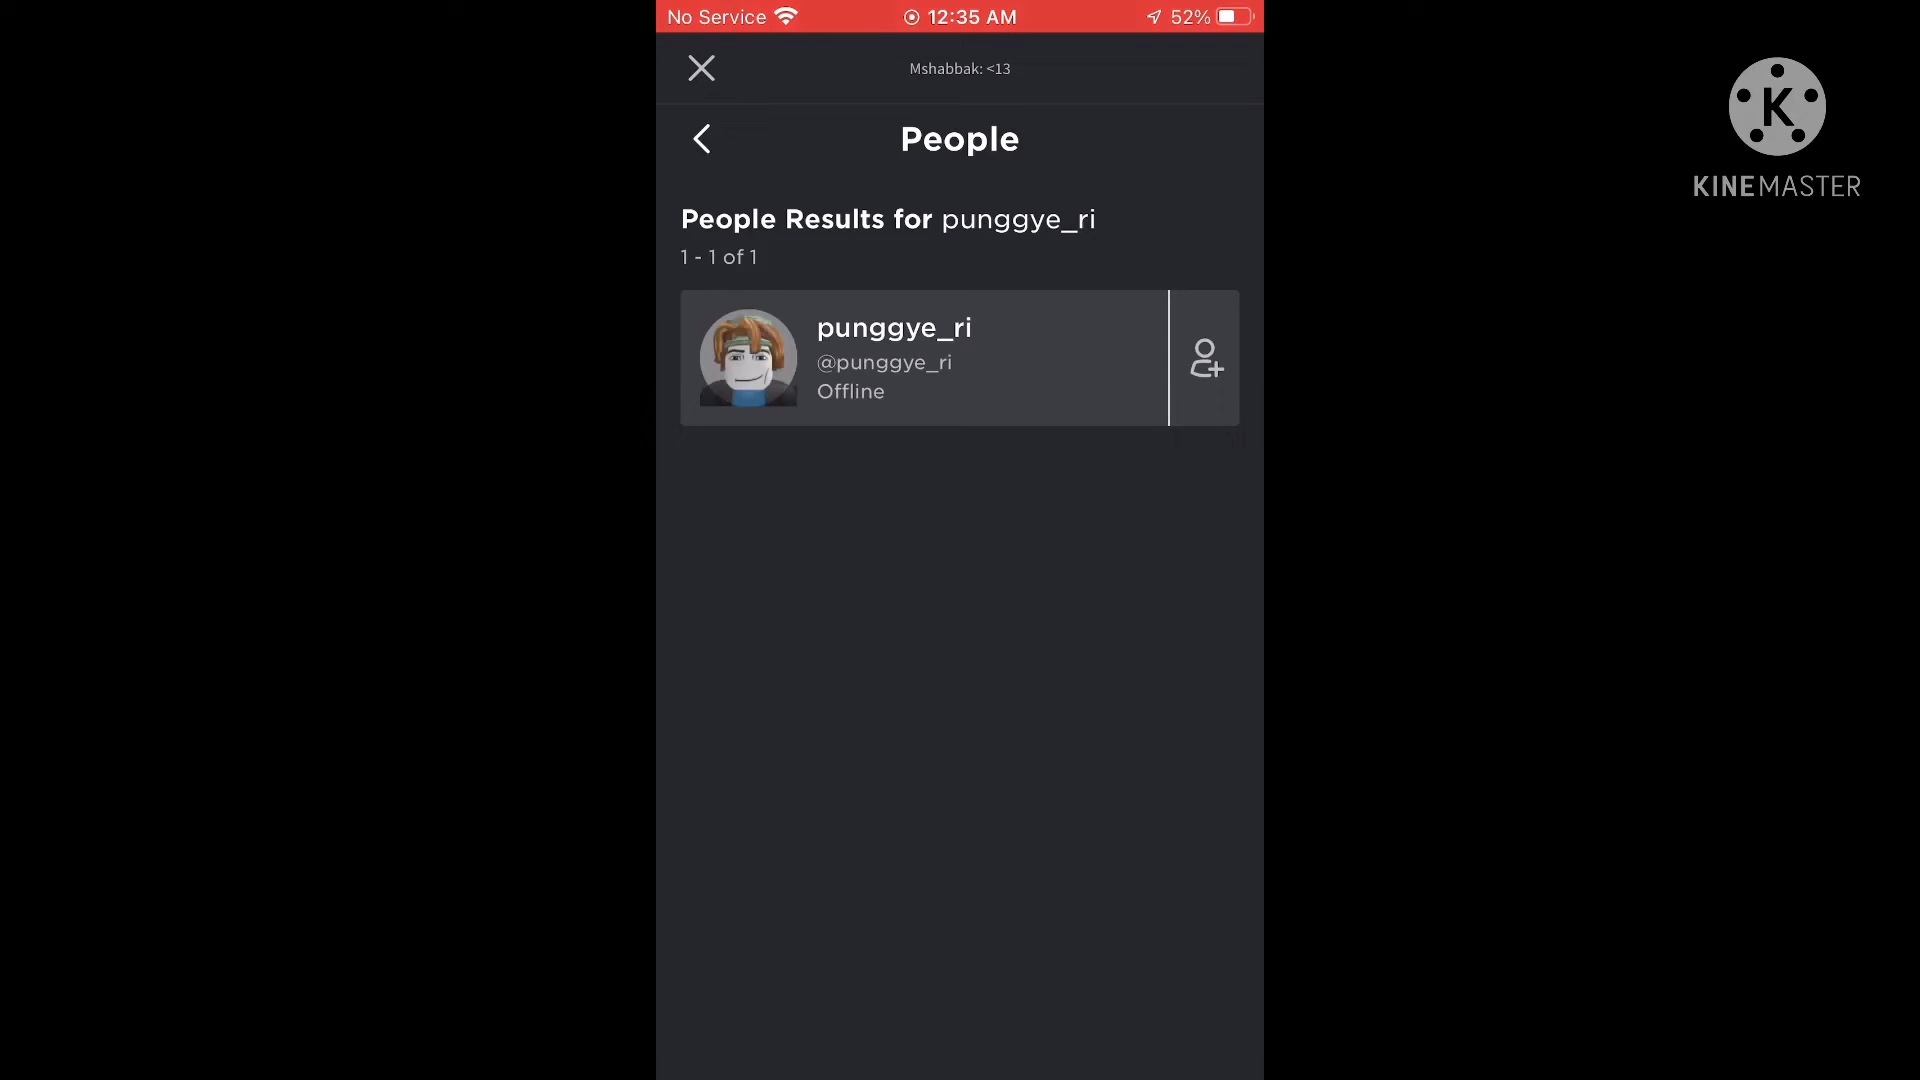 No Service 12:35 AM 52%
Mshabbak: <13
People
People Results for punggye_ri
1 - 1 of 1
punggye_ri
@punggye_ri
Offline
K
KINEMASTER